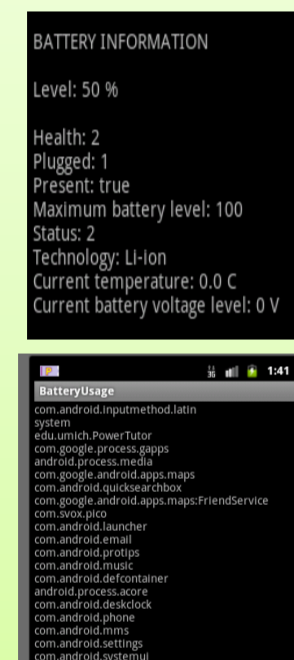 BATTERY INFORMATION
Level: 50 %
Health: 2
Plugged: 1
Present: true
Maximum battery level: 100
Status: 2
Technology: Li-ion
Current temperature: 0.0 C
Current battery voltage level: 0 V
3G 1:41
BatteryUsage
com.android.inputmethod.latin
system
edu.umich.PowerTutor
com.google.process.gapps
android.process.media
com.google.android.apps.maps
com.android.quicksearchbox
com.google.android.apps.maps:FriendService
com.svox.pico
com.android.launcher
com.android.email
com.android.protips
com.android.music
com.android.defcontainer
android.process.acore
com.android.deskclock
com.android.phone
com.android.mms
com.android.settings
com.android.systemui